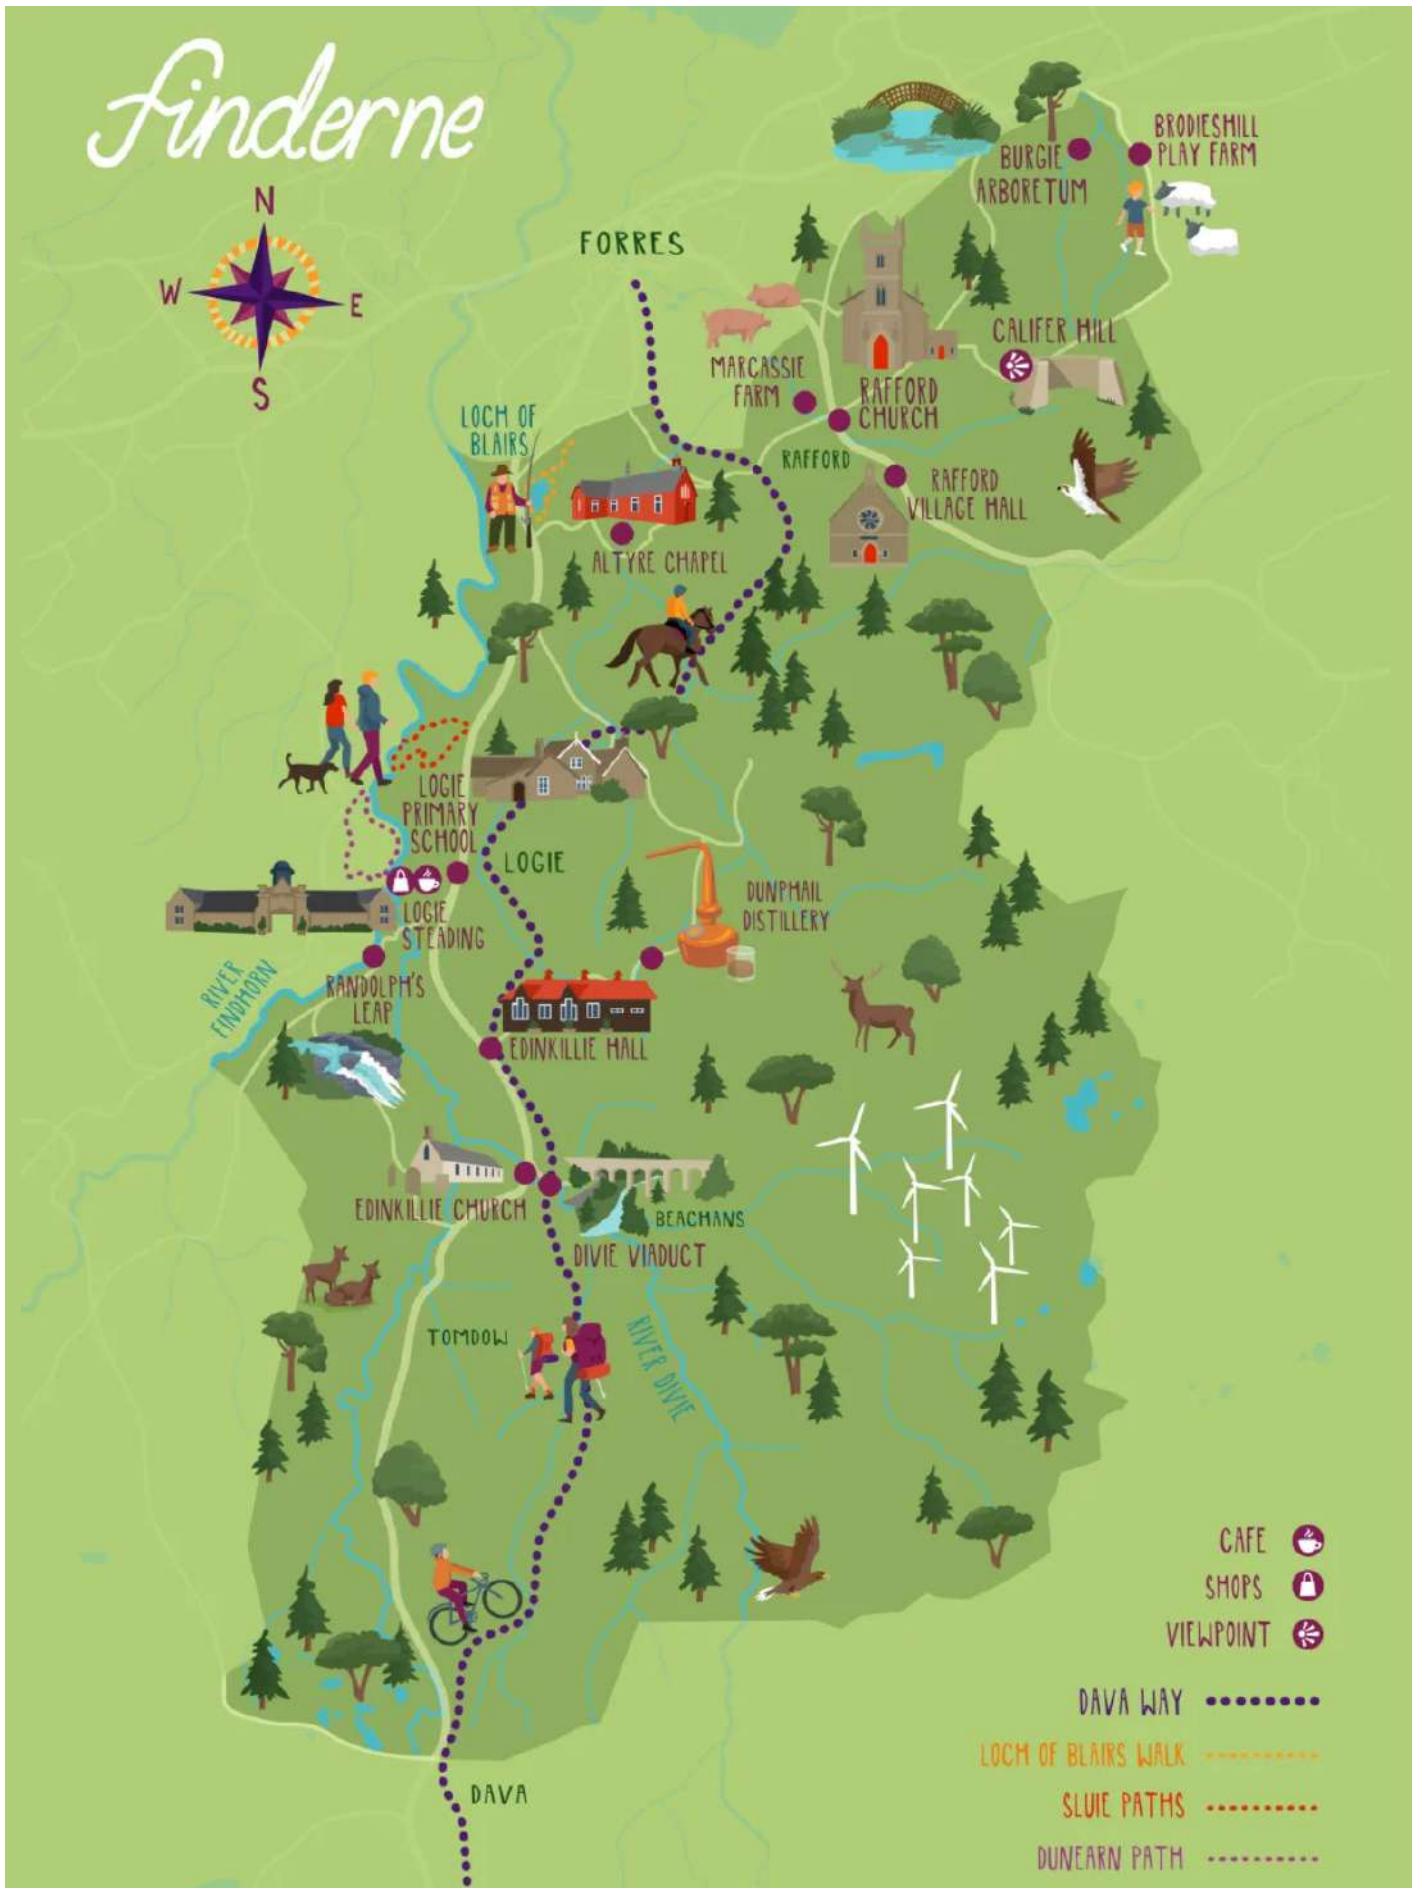 finderne
N
W
E
S
FORRES
BRODIESHILL
PLAY FARM
BURGIE
ARBORETUM
CALIFER HILL
MARCASSIE
FARM
RAFFORD
CHURCH
LOCH OF
BLAIRS
RAFFORD
RAFFORD
VILLAGE HALL
ALTYRE CHAPEL
LOGIE
PRIMARY
SCHOOL
LOGIE
DUNPHAIL
DISTILLERY
LOGIE
STEADING
RIVER
FINDHORN
RANDOLPH'S
LEAP
EDINKILLIE HALL
EDINKILLIE CHURCH
BEACHANS
DIVIE VIADUCT
TOMDOW
RIVER DIVIE
DAVA
CAFE
SHOPS
VIEWPOINT
DAVA WAY
LOCH OF BLAIRS WALK
SLUIE PATHS
DUNEARN PATH